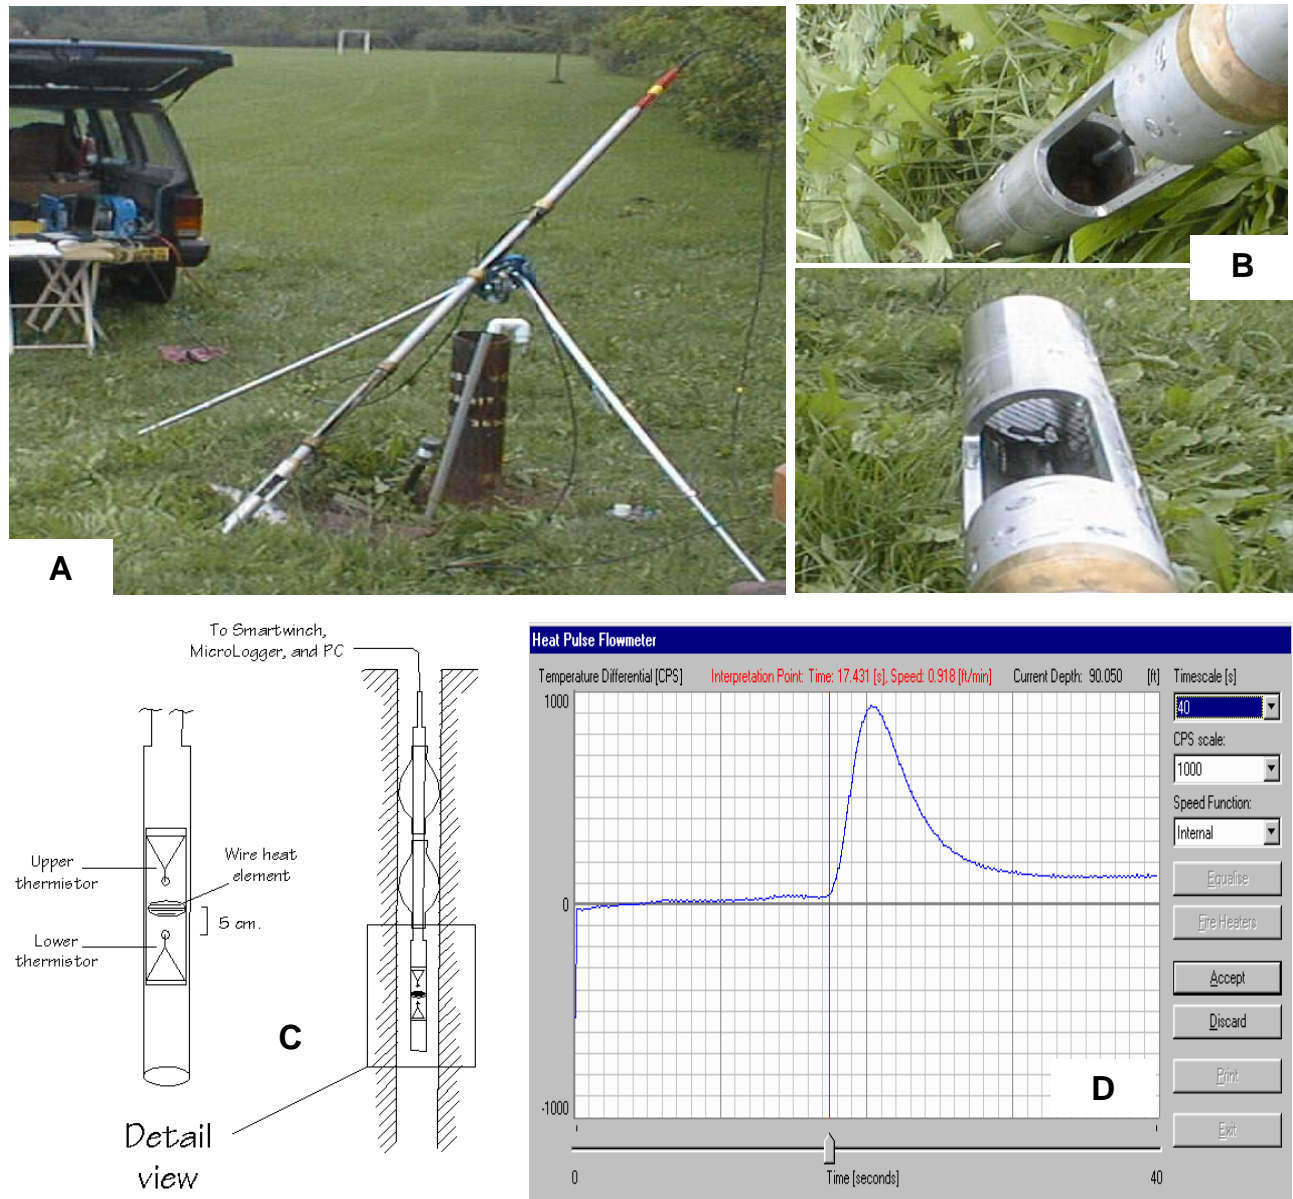 A
B
To Smartwinch,
MicroLogger, and PC
Upper
thermistor
Wire heat
element
5 cm.
Lower
thermistor
C
Detail
view
Heat Pulse Flowmeter
Temperature Differential [CPS] Interpretation Point: Time: 17.431 [s], Speed: 0.918 [ft/min] Current Depth: 90.050 [ft] Timescale [s]
1000
40
CPS scale:
1000
Speed Function:
Internal
Equalise
0
Fire Heaters
Accept
Discard
D
Print
-1000
Exit
0 Time [seconds] 40